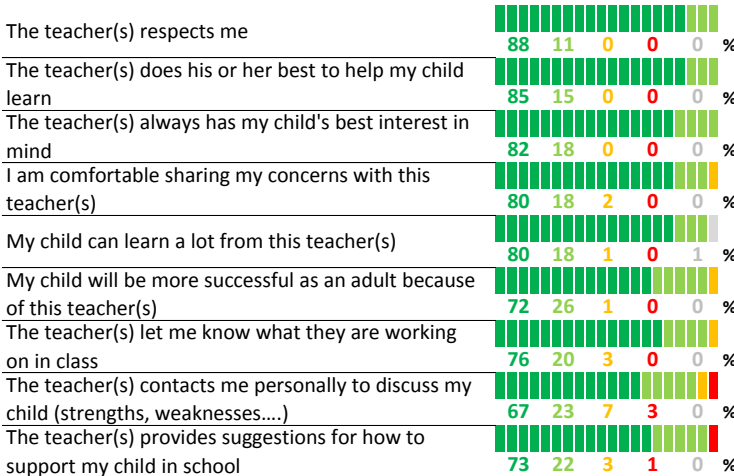 The teacher(s) respects me
88 11 0 0 0 %
The teacher(s) does his or her best to help my child
learn
85 15 0 0 0 %
The teacher(s) always has my child's best interest in
mind
82 18 0 0 0 %
I am comfortable sharing my concerns with this
teacher(s)
80 18 2 0 0 %
My child can learn a lot from this teacher(s)
80 18 1 0 1 %
My child will be more successful as an adult because
of this teacher(s)
72 26 1 0 0 %
The teacher(s) let me know what they are working
on in class
76 20 3 0 0 %
The teacher(s) contacts me personally to discuss my
child (strengths, weaknesses….)
67 23 7 3 0 %
The teacher(s) provides suggestions for how to
support my child in school
73 22 3 1 0 %